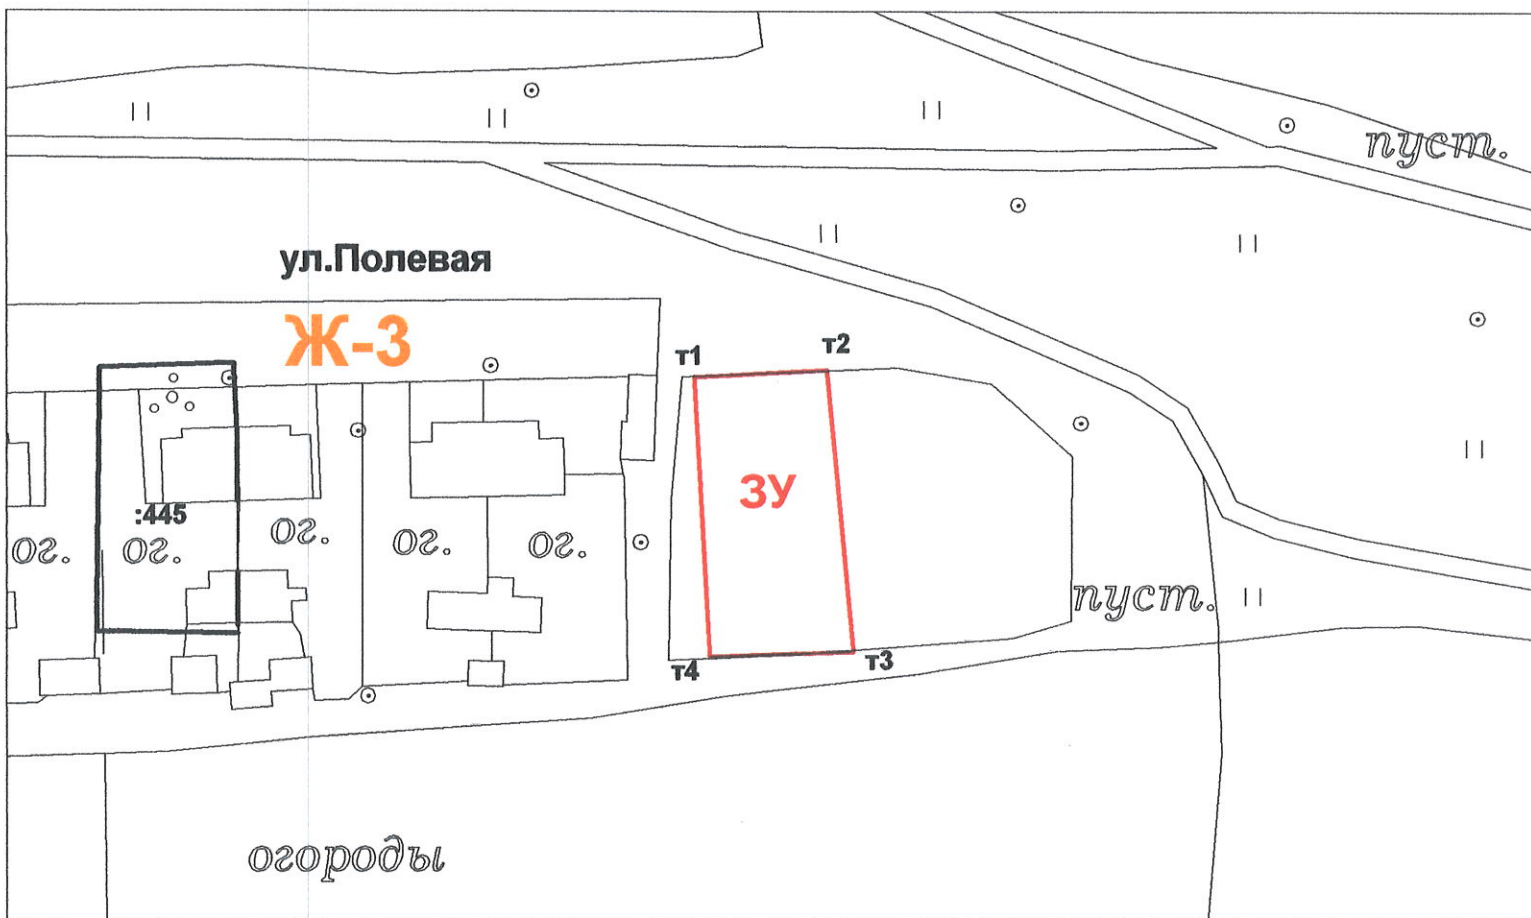 пуст.
ул.Полевая
Ж-3
т1
т2
ЗУ
:445
ог.
ог.
ог.
ог.
ог.
пуст.
т4
т3
огороды